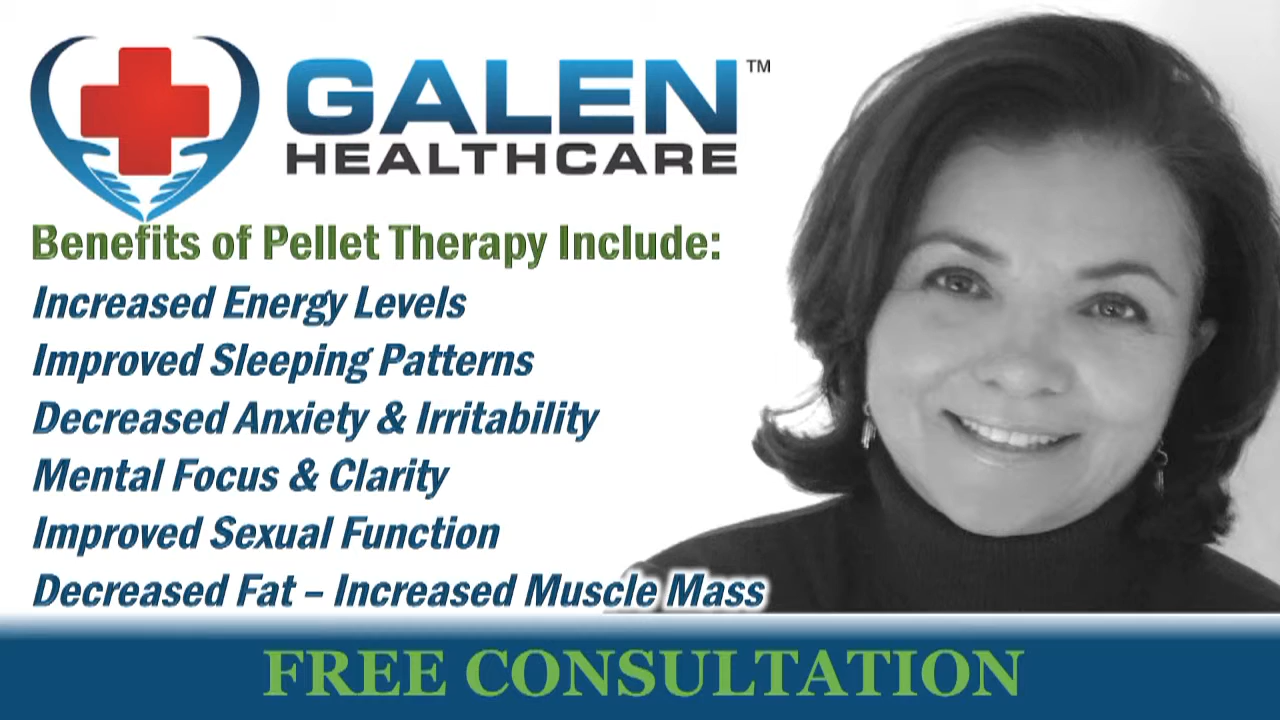 GALEN™
HEALTHCARE
Benefits of Pellet Therapy Include:
Increased Energy Levels
Improved Sleeping Patterns
Decreased Anxiety & Irritability
Mental Focus & Clarity
Improved Sexual Function
Decreased Fat – Increased Muscle Mass
FREE CONSULTATION